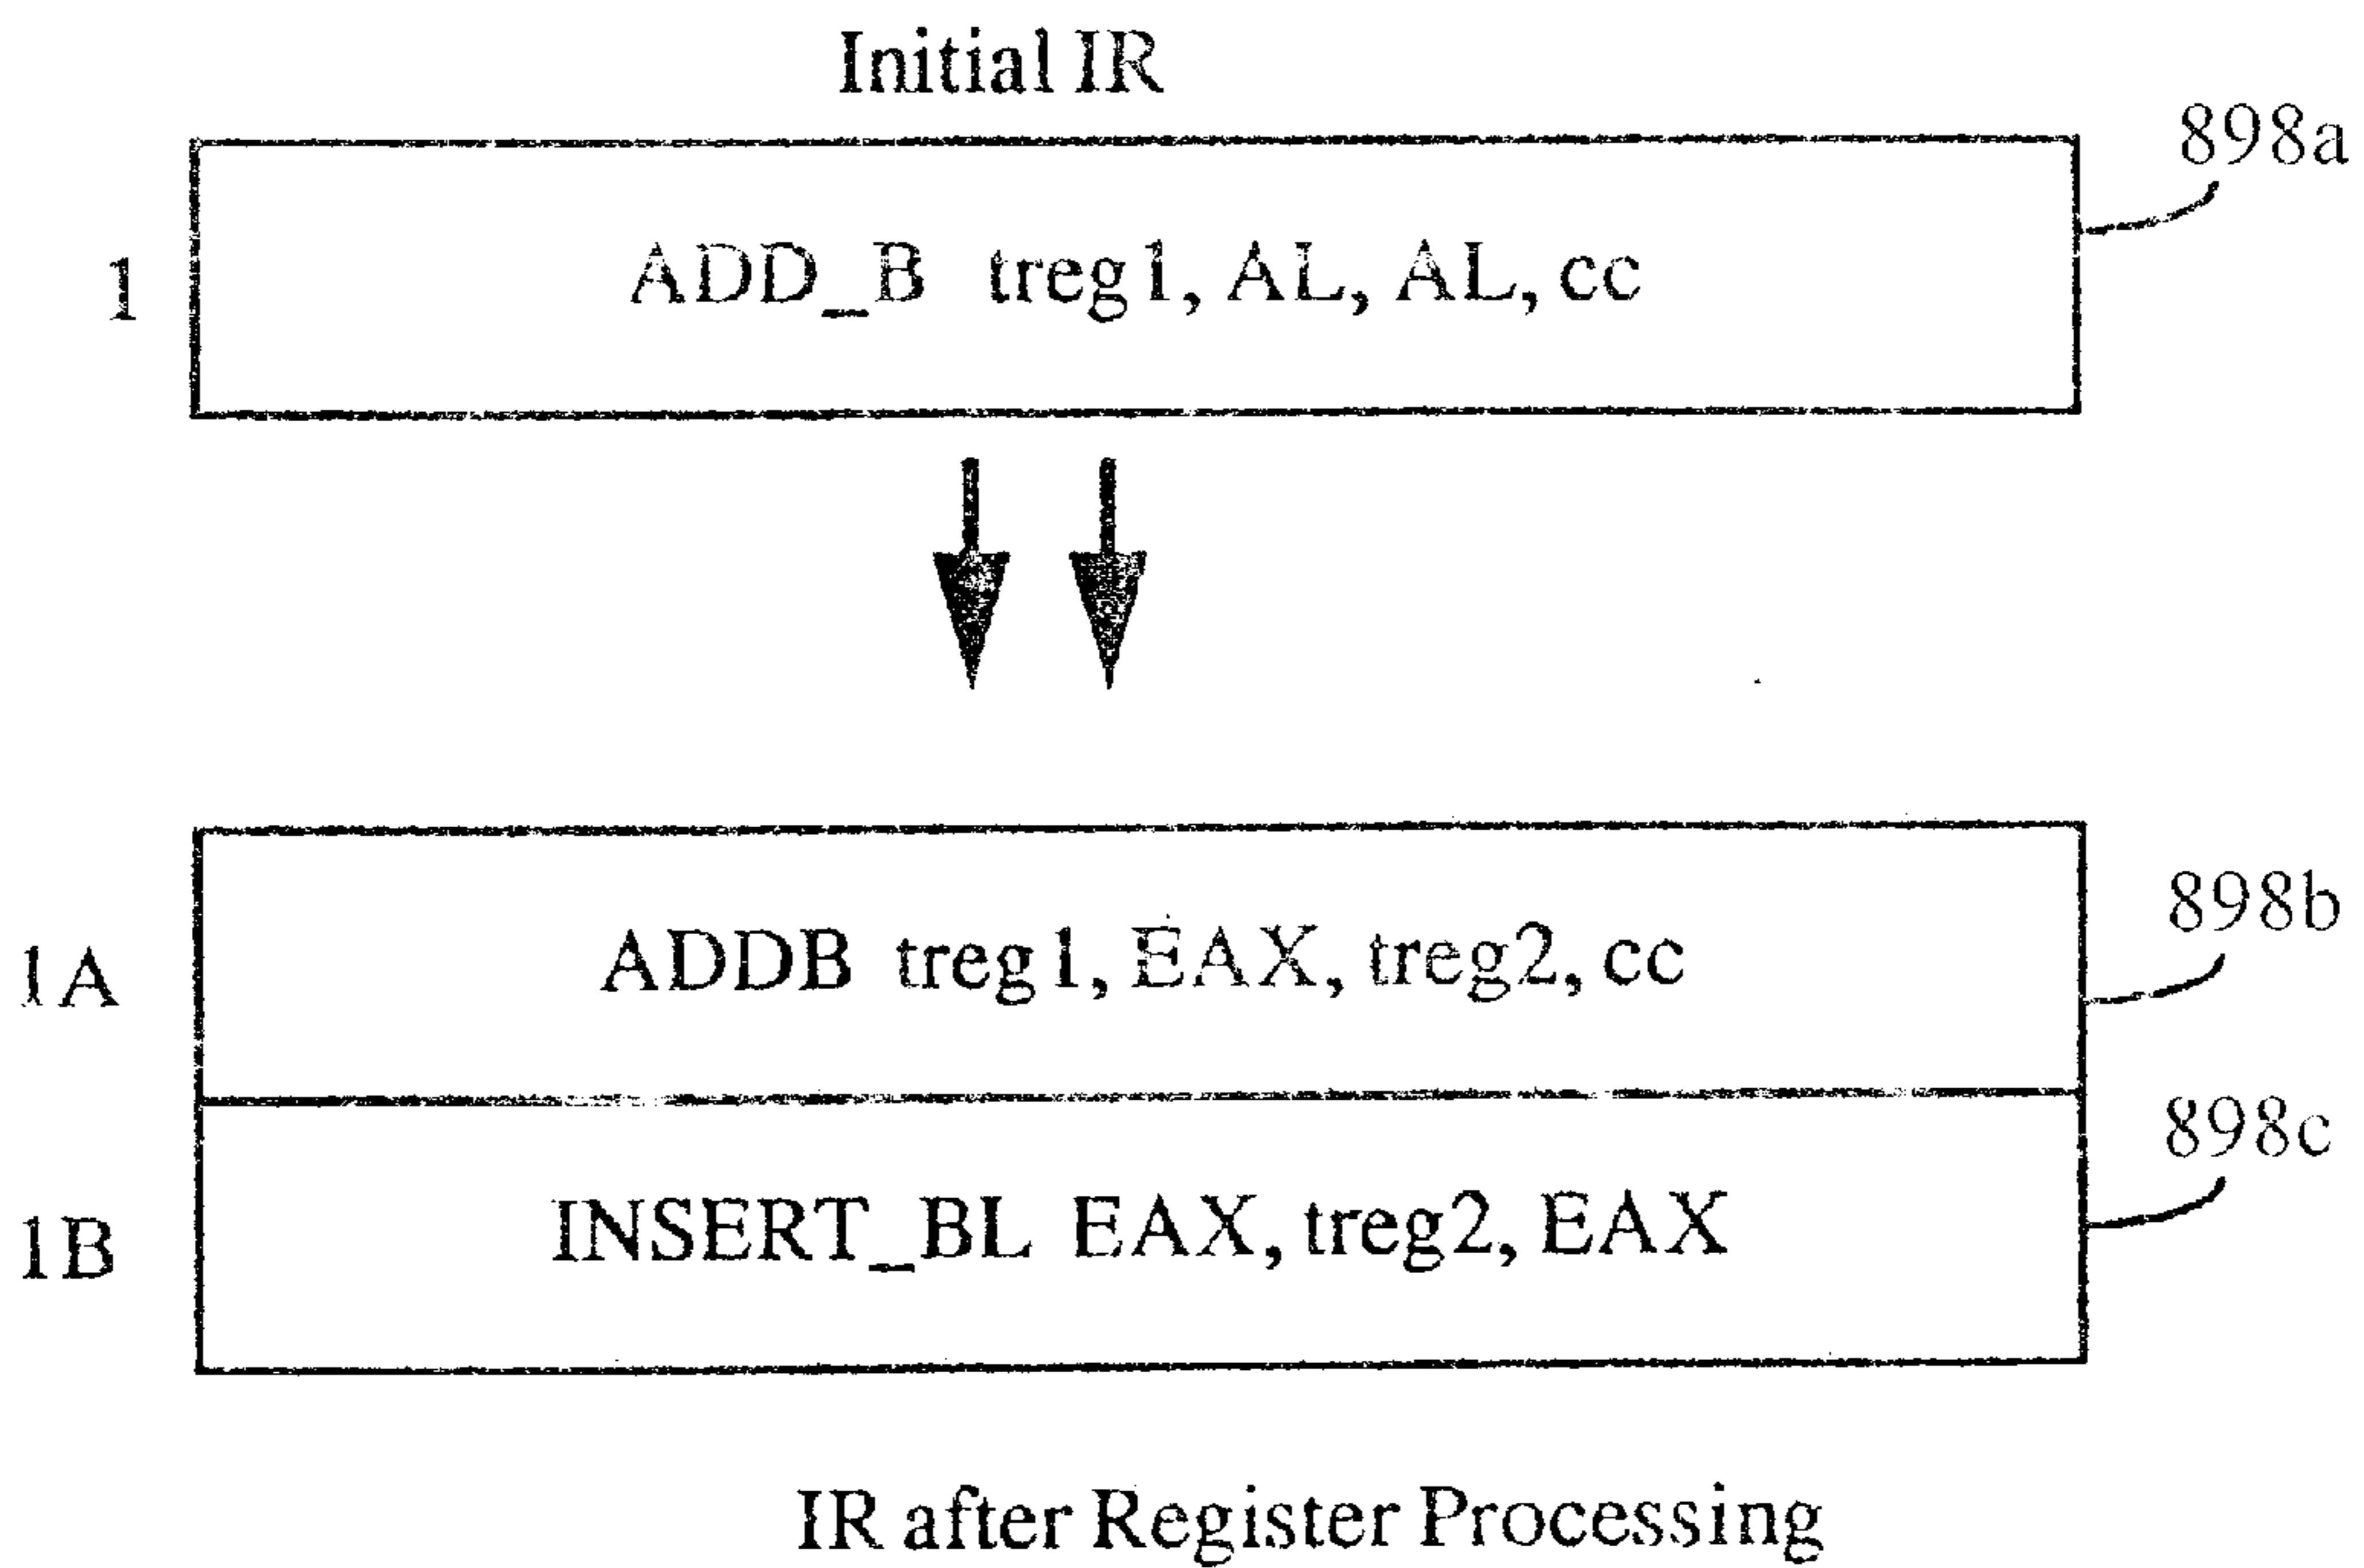 Initial IR
898a
1 ADD_B treg1, AL, AL, cc
898b
1A ADDB treg1, EAX, treg2, cc
898c
1B INSERT_BL EAX, treg2, EAX
IR after Register Processing